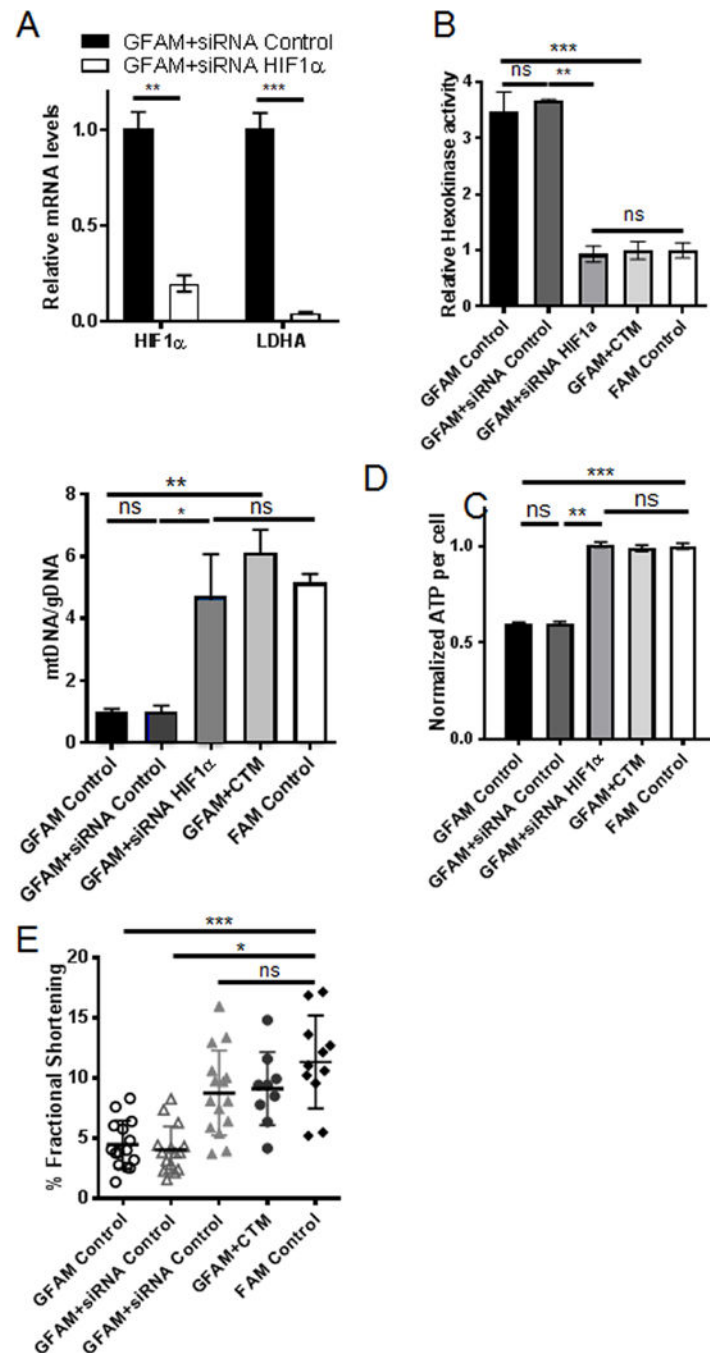 A
GFAM+siRNA Control
GFAM+siRNA HIF1α
**
***
Relative mRNA levels
1.0
0.5
0.0
HIF1α
LDHA
B
***
ns
**
ns
Relative Hexokinase activity
6
4
2
0
GFAM Control
GFAM+siRNA Control
GFAM+siRNA HIF1a
GFAM+CTM
FAM Control
**
ns
*
ns
mtDNA/gDNA
8
6
4
2
0
GFAM Control
GFAM+siRNA Control
GFAM+siRNA HIF1α
GFAM+CTM
FAM Control
D
C
***
ns
**
ns
Normalized ATP per cell
1.0
0.5
0.0
GFAM Control
GFAM+siRNA Control
GFAM+siRNA HIF1α
GFAM+CTM
FAM Control
E
***
*
ns
% Fractional Shortening
20
15
10
5
0
GFAM Control
GFAM+siRNA Control
GFAM+siRNA Control
GFAM+CTM
FAM Control